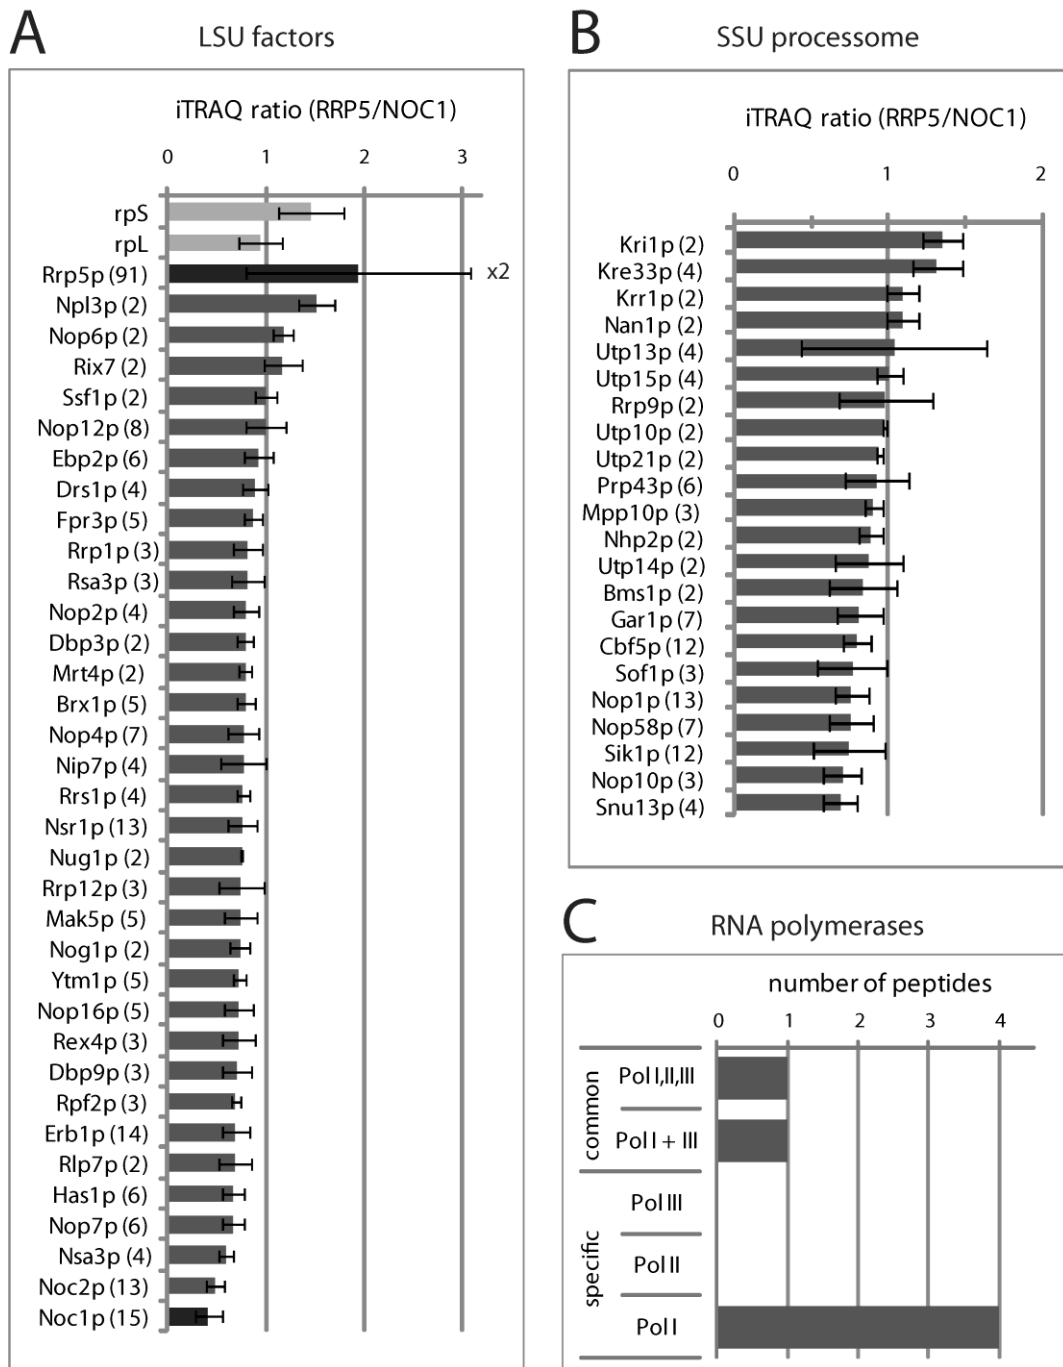 A LSU factors
iTRAQ ratio (RRP5/NOC1)
0 1 2 3
rpS
rpL
Rrp5p (91) x2
Npl3p (2)
Nop6p (2)
Rix7 (2)
Ssf1p (2)
Nop12p (8)
Ebp2p (6)
Drs1p (4)
Fpr3p (5)
Rrp1p (3)
Rsa3p (3)
Nop2p (4)
Dbp3p (2)
Mrt4p (2)
Brx1p (5)
Nop4p (7)
Nip7p (4)
Rrs1p (4)
Nsr1p (13)
Nug1p (2)
Rrp12p (3)
Mak5p (5)
Nog1p (2)
Ytm1p (5)
Nop16p (5)
Rex4p (3)
Dbp9p (3)
Rpf2p (3)
Erb1p (14)
Rlp7p (2)
Has1p (6)
Nop7p (6)
Nsa3p (4)
Noc2p (13)
Noc1p (15)
B SSU processome
iTRAQ ratio (RRP5/NOC1)
0 1 2
Kri1p (2)
Kre33p (4)
Krr1p (2)
Nan1p (2)
Utp13p (4)
Utp15p (4)
Rrp9p (2)
Utp10p (2)
Utp21p (2)
Prp43p (6)
Mpp10p (3)
Nhp2p (2)
Utp14p (2)
Bms1p (2)
Gar1p (7)
Cbf5p (12)
Sof1p (3)
Nop1p (13)
Nop58p (7)
Sik1p (12)
Nop10p (3)
Snu13p (4)
C RNA polymerases
number of peptides
0 1 2 3 4
common
Pol I,II,III
Pol I + III
specific
Pol III
Pol II
Pol I